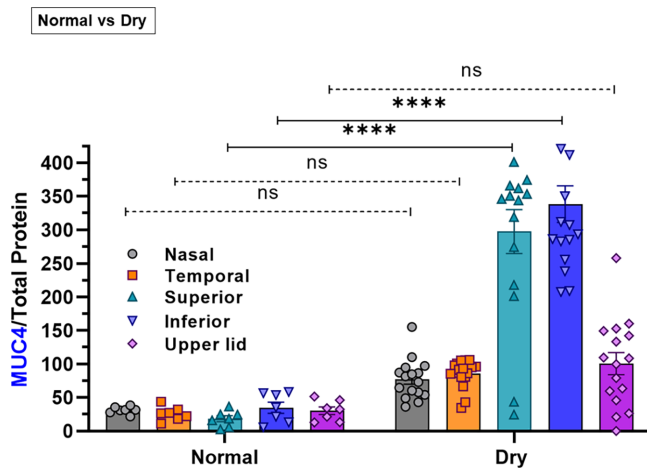 Normal vs Dry
ns
****
****
ns
ns
MUC4/Total Protein
400
350
300
250
200
150
100
50
0
Nasal
Temporal
Superior
Inferior
Upper lid
Normal
Dry